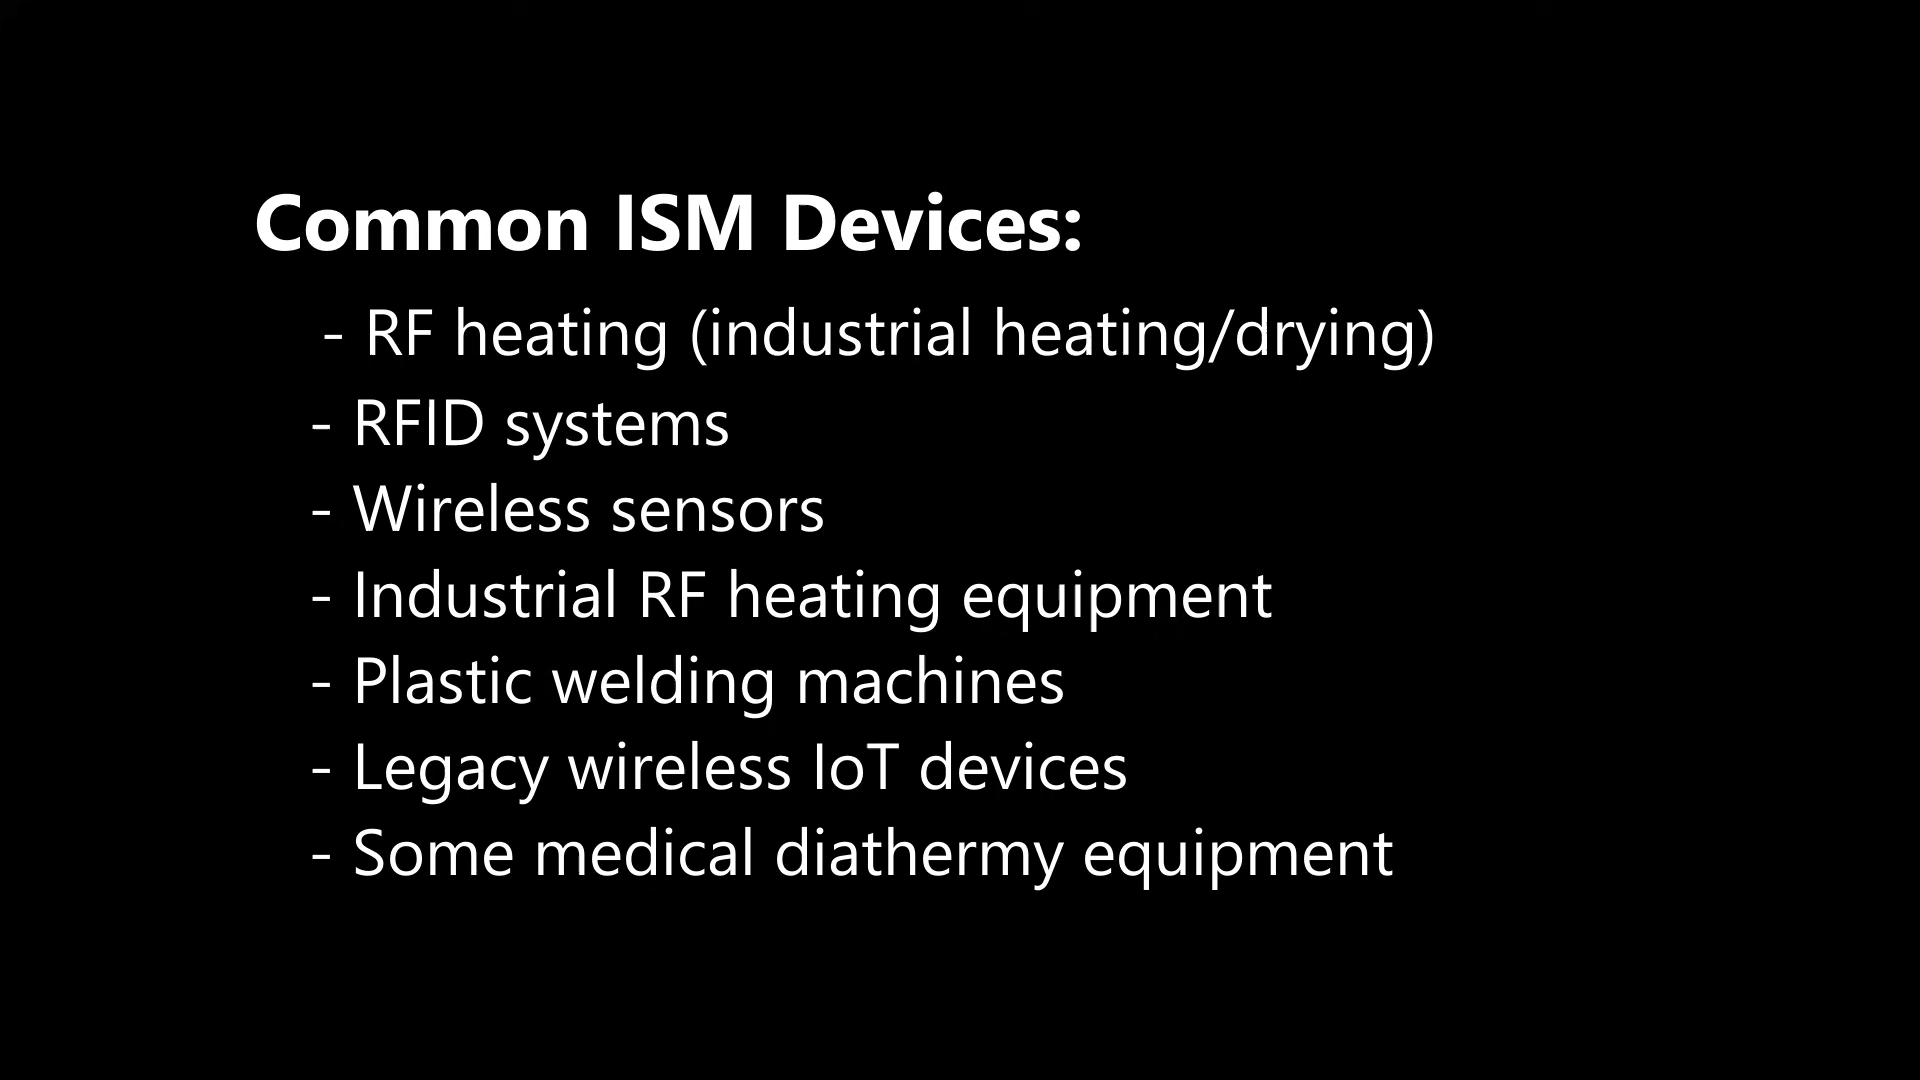 Common ISM Devices:
- RF heating (industrial heating/drying)
- RFID systems
- Wireless sensors
- Industrial RF heating equipment
- Plastic welding machines
- Legacy wireless IoT devices
- Some medical diathermy equipment